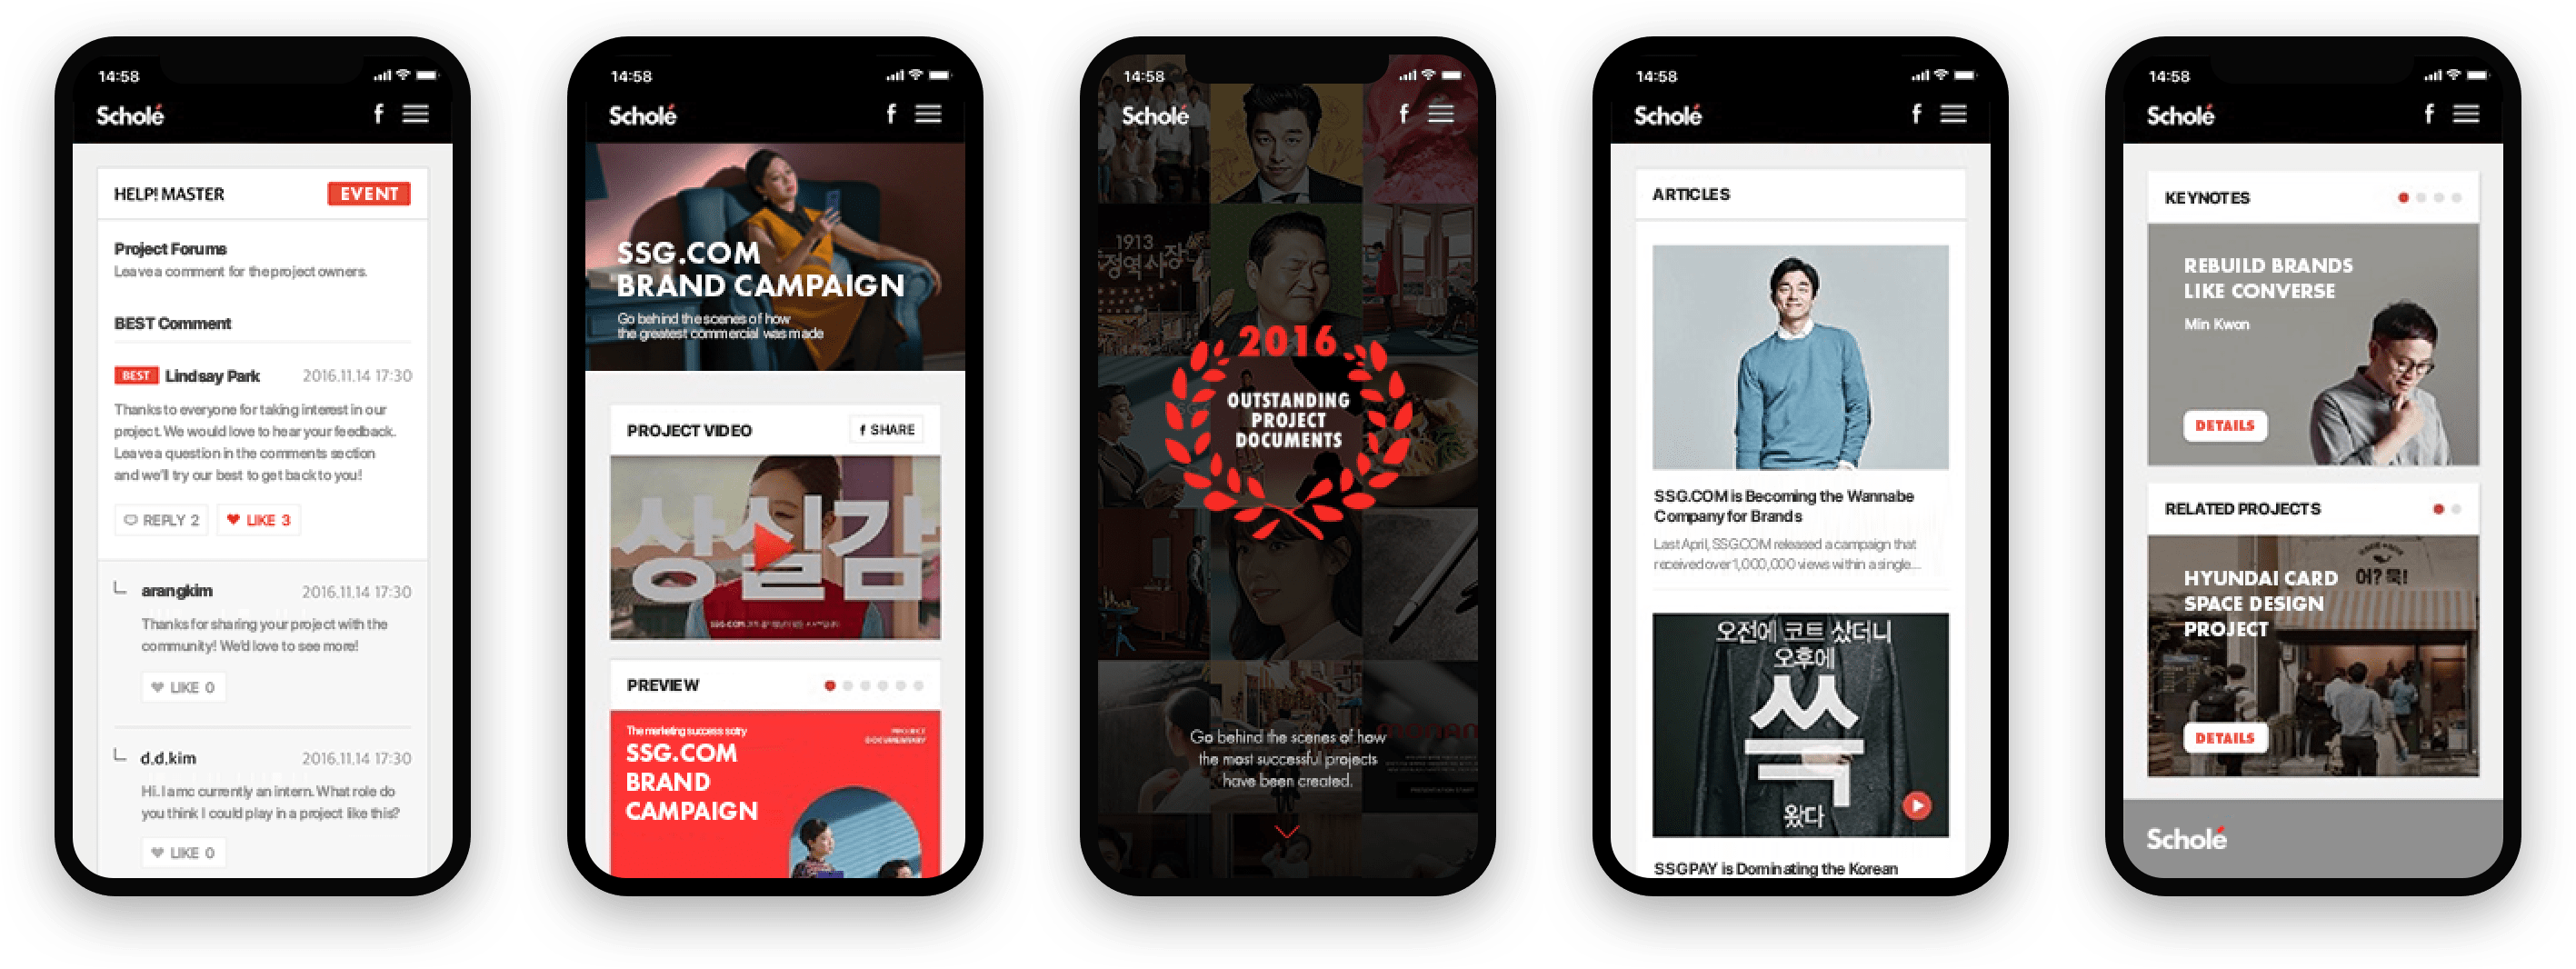 14:58
Scholé
f
HELP! MASTER
EVENT
Project Forums
Leave a comment for the project owners.
BEST Comment
BEST Lindsay Park 2016.11.14 17:30
Thanks to everyone for taking interest in our
project. We would love to hear your feedback.
Leave a question in the comments section
and we'll try our best to get back to you!
REPLY 2
LIKE 3
arangkim 2016.11.14 17:30
Thanks for sharing your project with the
community! We'd love to see more!
LIKE 0
d.d.kim 2016.11.14 17:30
Hi. I amc currently an intern. What role do
you think I could play in a project like this?
LIKE 0
14:58
Scholé
f
SSG.COM
BRAND CAMPAIGN
Go behind the scenes of how
the greatest commercial was made
PROJECT VIDEO
f SHARE
상실감
PREVIEW
The marketing success sotry
PROJECT
DOCUMENTARY
SSG.COM
BRAND
CAMPAIGN
14:58
Scholé
f
1913
2016
OUTSTANDING
PROJECT
DOCUMENTS
Go behind the scenes of how
the most successful projects
have been created.
14:58
Scholé
f
ARTICLES
SSG.COM is Becoming the Wannabe
Company for Brands
Last April, SSG.COM released a campaign that
received over 1,000,000 views within a single...
오전에 코트 샀더니
오후에
쓱
왔다
SSGPAY is Dominating the Korean
14:58
Scholé
f
KEYNOTES
REBUILD BRANDS
LIKE CONVERSE
Min Kwon
DETAILS
RELATED PROJECTS
HYUNDAI CARD
SPACE DESIGN
PROJECT
어? 묵!
DETAILS
Scholé